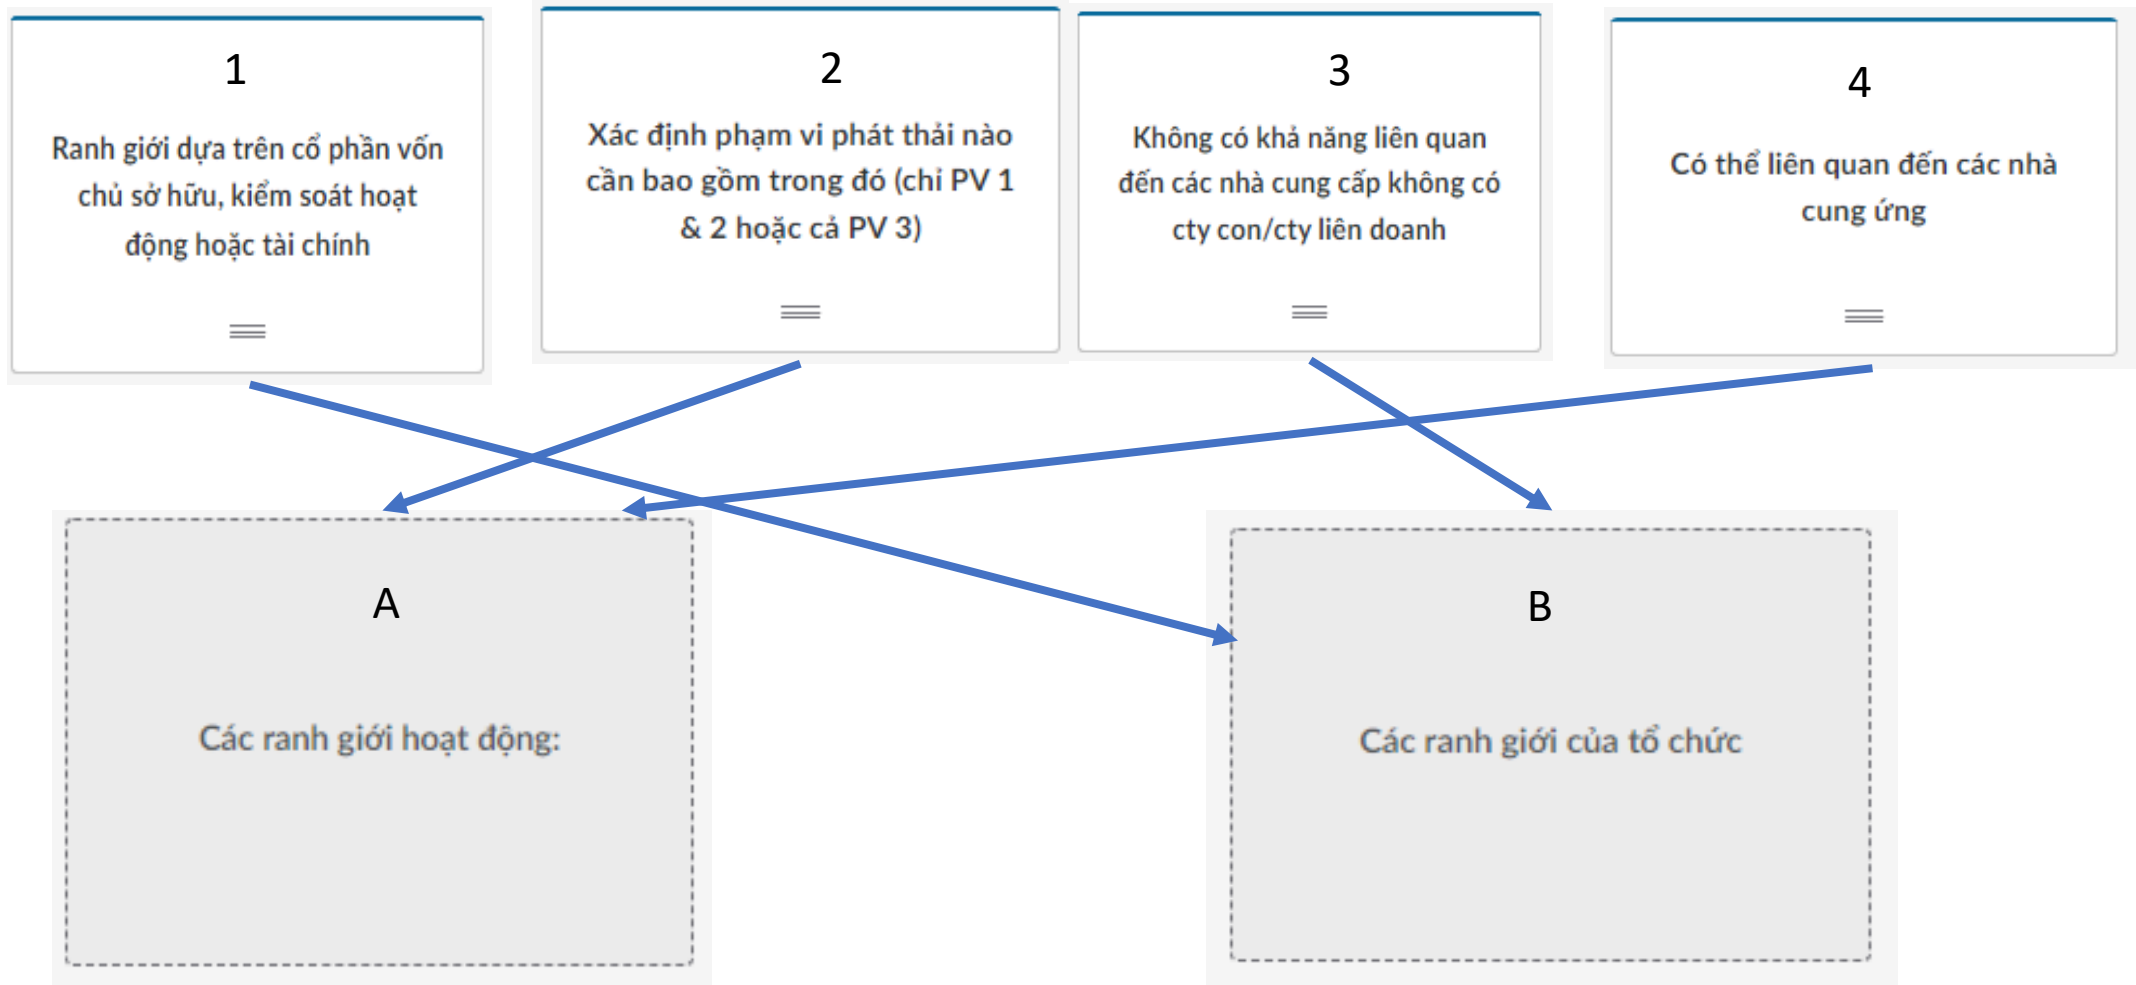 1
Ranh giới dựa trên cổ phần vốn
chủ sở hữu, kiểm soát hoạt
động hoặc tài chính
2
Xác định phạm vi phát thải nào
cần bao gồm trong đó (chỉ PV 1
& 2 hoặc cả PV 3)
3
Không có khả năng liên quan
đến các nhà cung cấp không có
cty con/cty liên doanh
4
Có thể liên quan đến các nhà
cung ứng
A
Các ranh giới hoạt động:
B
Các ranh giới của tổ chức